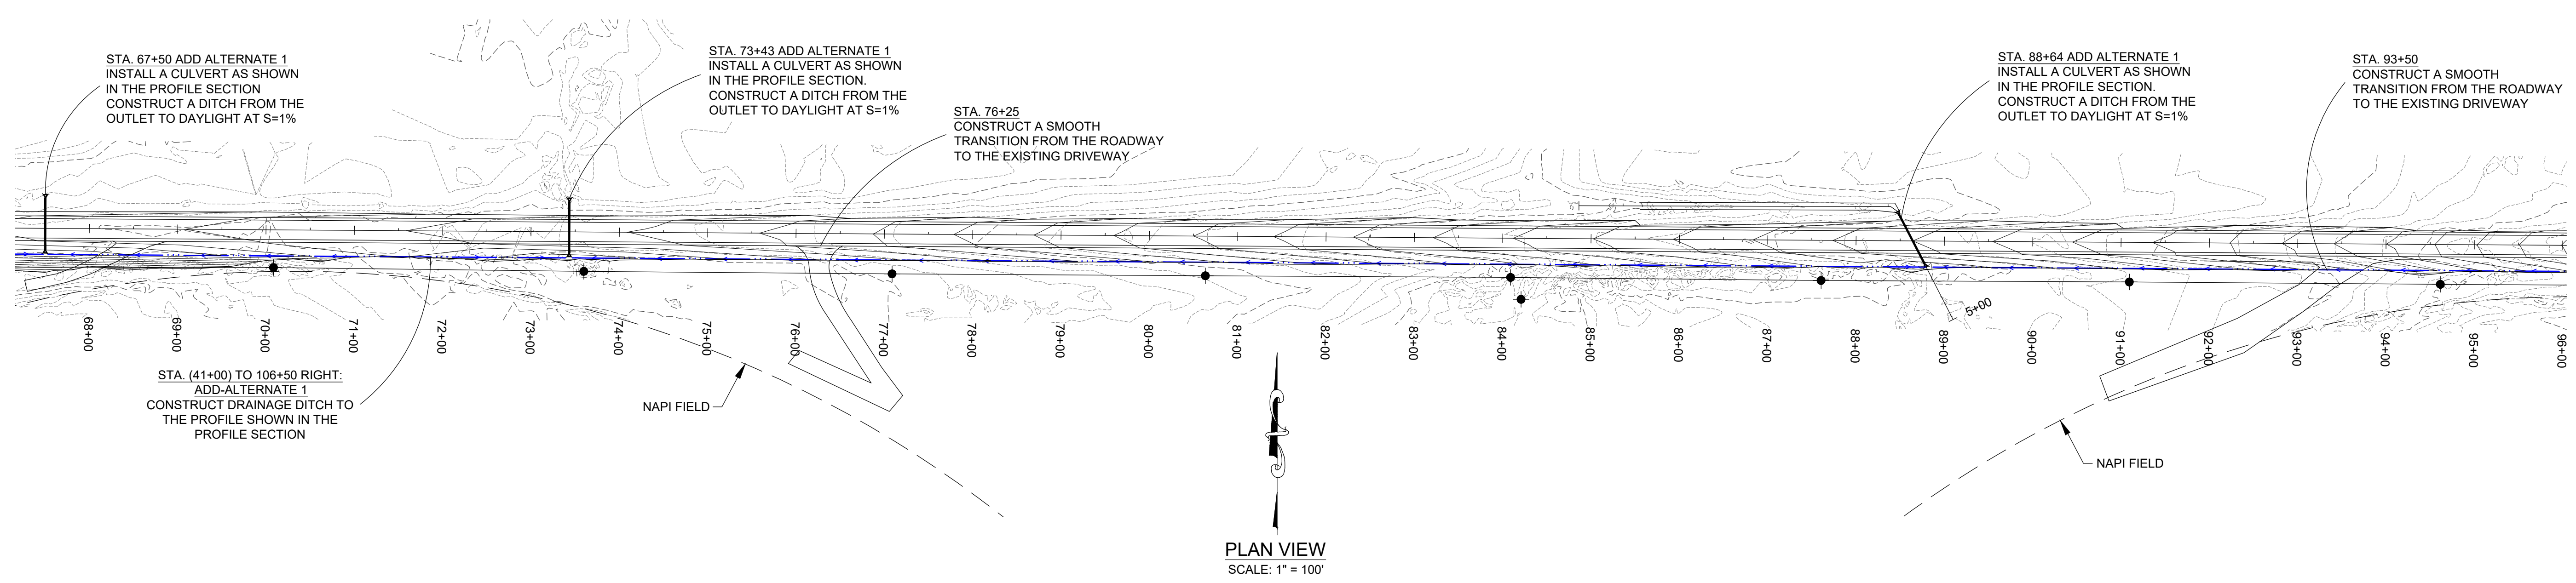 STA. 67+50 ADD ALTERNATE 1
INSTALL A CULVERT AS SHOWN
IN THE PROFILE SECTION
CONSTRUCT A DITCH FROM THE
OUTLET TO DAYLIGHT AT S=1%
STA. 73+43 ADD ALTERNATE 1
INSTALL A CULVERT AS SHOWN
IN THE PROFILE SECTION.
CONSTRUCT A DITCH FROM THE
OUTLET TO DAYLIGHT AT S=1%
STA. 76+25
CONSTRUCT A SMOOTH
TRANSITION FROM THE ROADWAY
TO THE EXISTING DRIVEWAY
STA. 88+64 ADD ALTERNATE 1
INSTALL A CULVERT AS SHOWN
IN THE PROFILE SECTION.
CONSTRUCT A DITCH FROM THE
OUTLET TO DAYLIGHT AT S=1%
STA. 93+50
CONSTRUCT A SMOOTH
TRANSITION FROM THE ROADWAY
TO THE EXISTING DRIVEWAY
5+00
68+00
69+00
70+00
71+00
72+00
73+00
74+00
75+00
76+00
77+00
78+00
79+00
80+00
81+00
82+00
83+00
84+00
85+00
86+00
87+00
88+00
89+00
90+00
91+00
92+00
93+00
94+00
95+00
96+00
STA. (41+00) TO 106+50 RIGHT:
ADD-ALTERNATE 1
CONSTRUCT DRAINAGE DITCH TO
THE PROFILE SHOWN IN THE
PROFILE SECTION
NAPI FIELD
NAPI FIELD
PLAN VIEW
SCALE: 1" = 100'